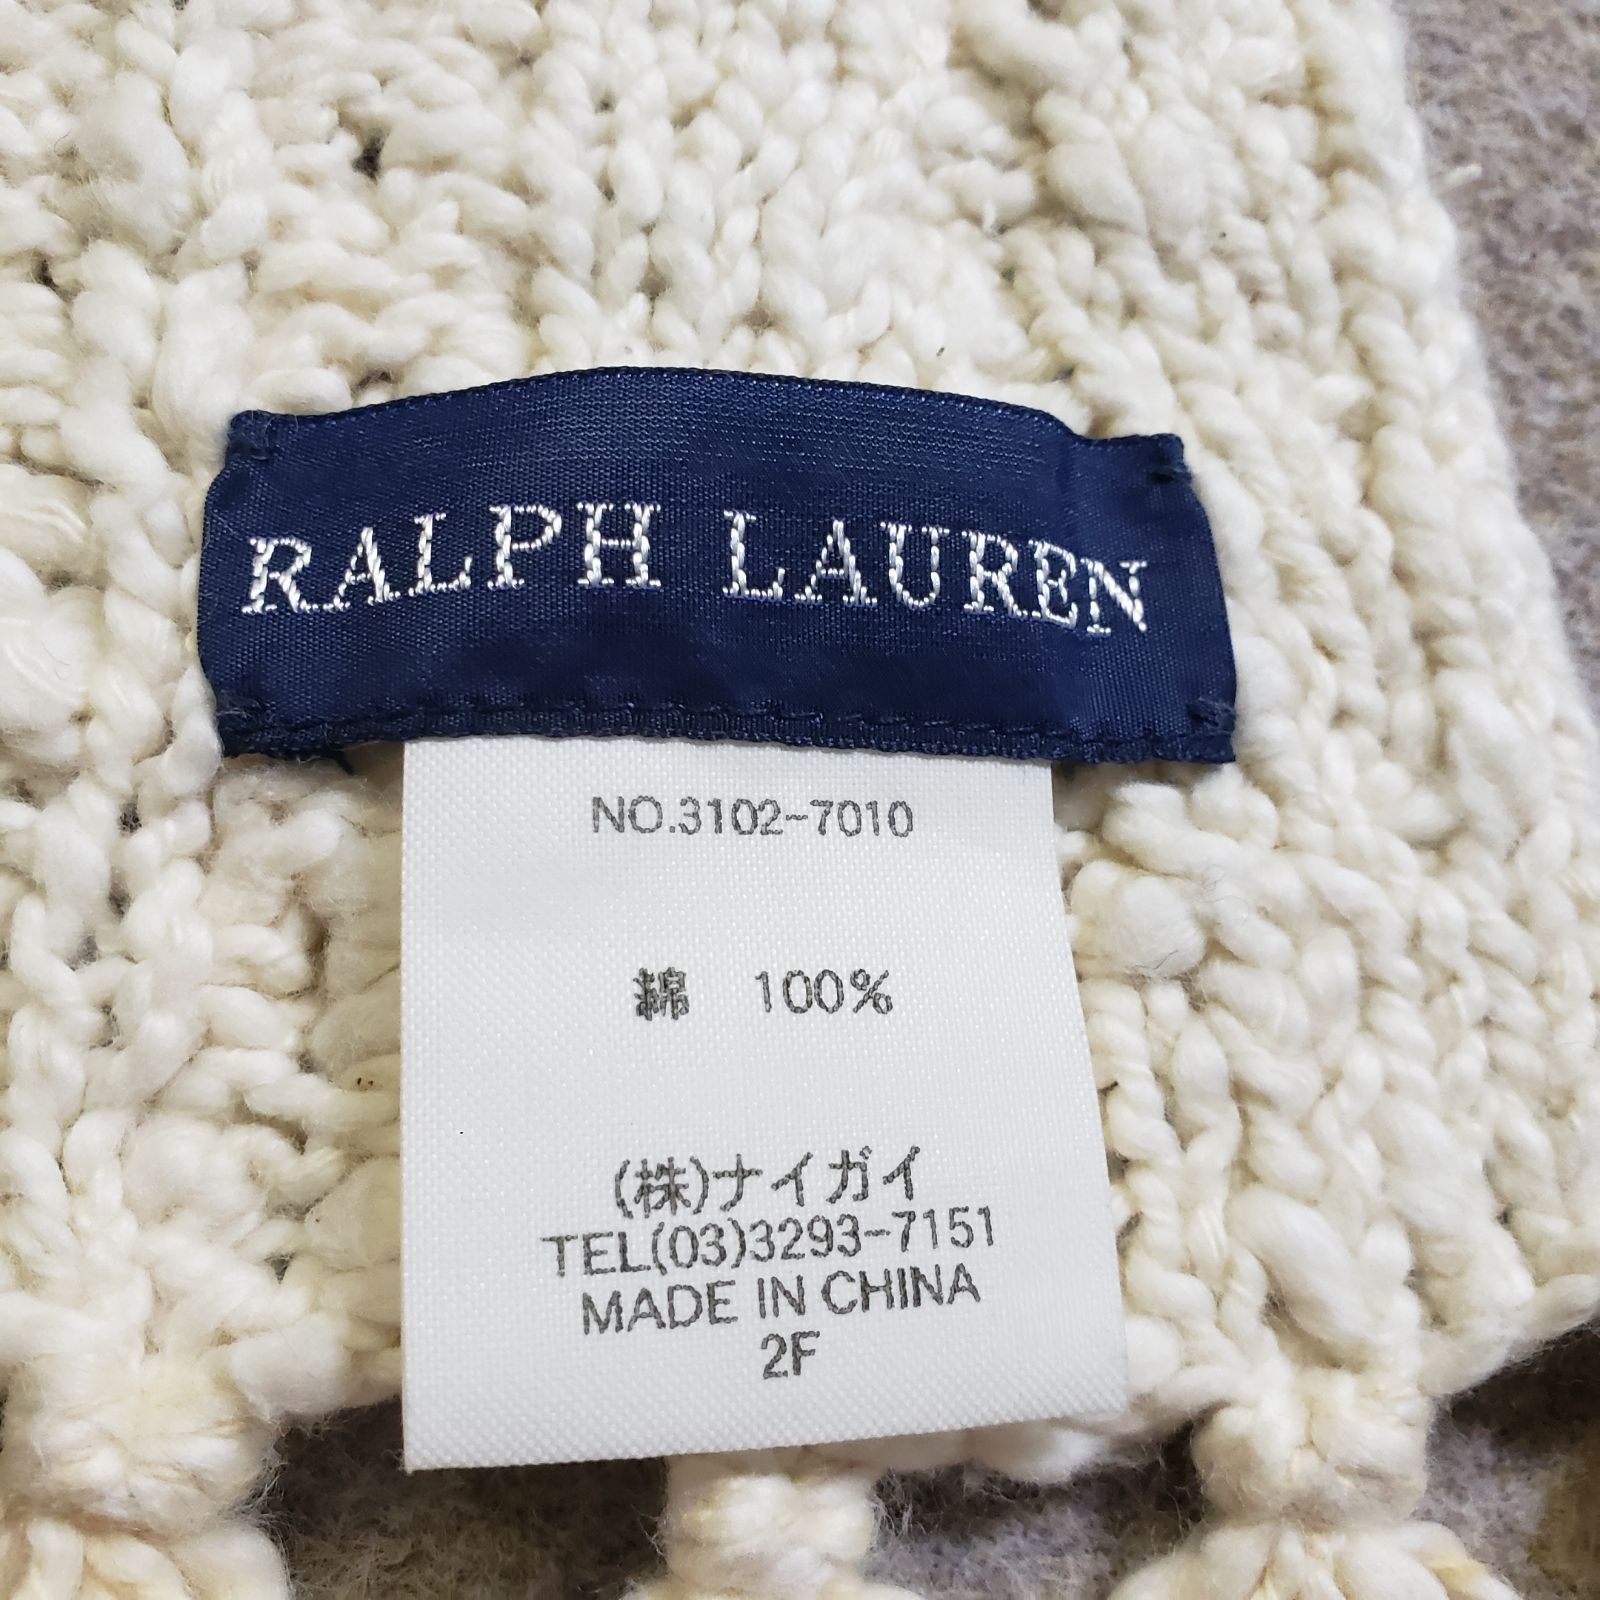 RALPH LAUREN
NO.3102-7010
綿 100%
(株)ナイガイ
TEL(03)3293-7151
MADE IN CHINA
2F